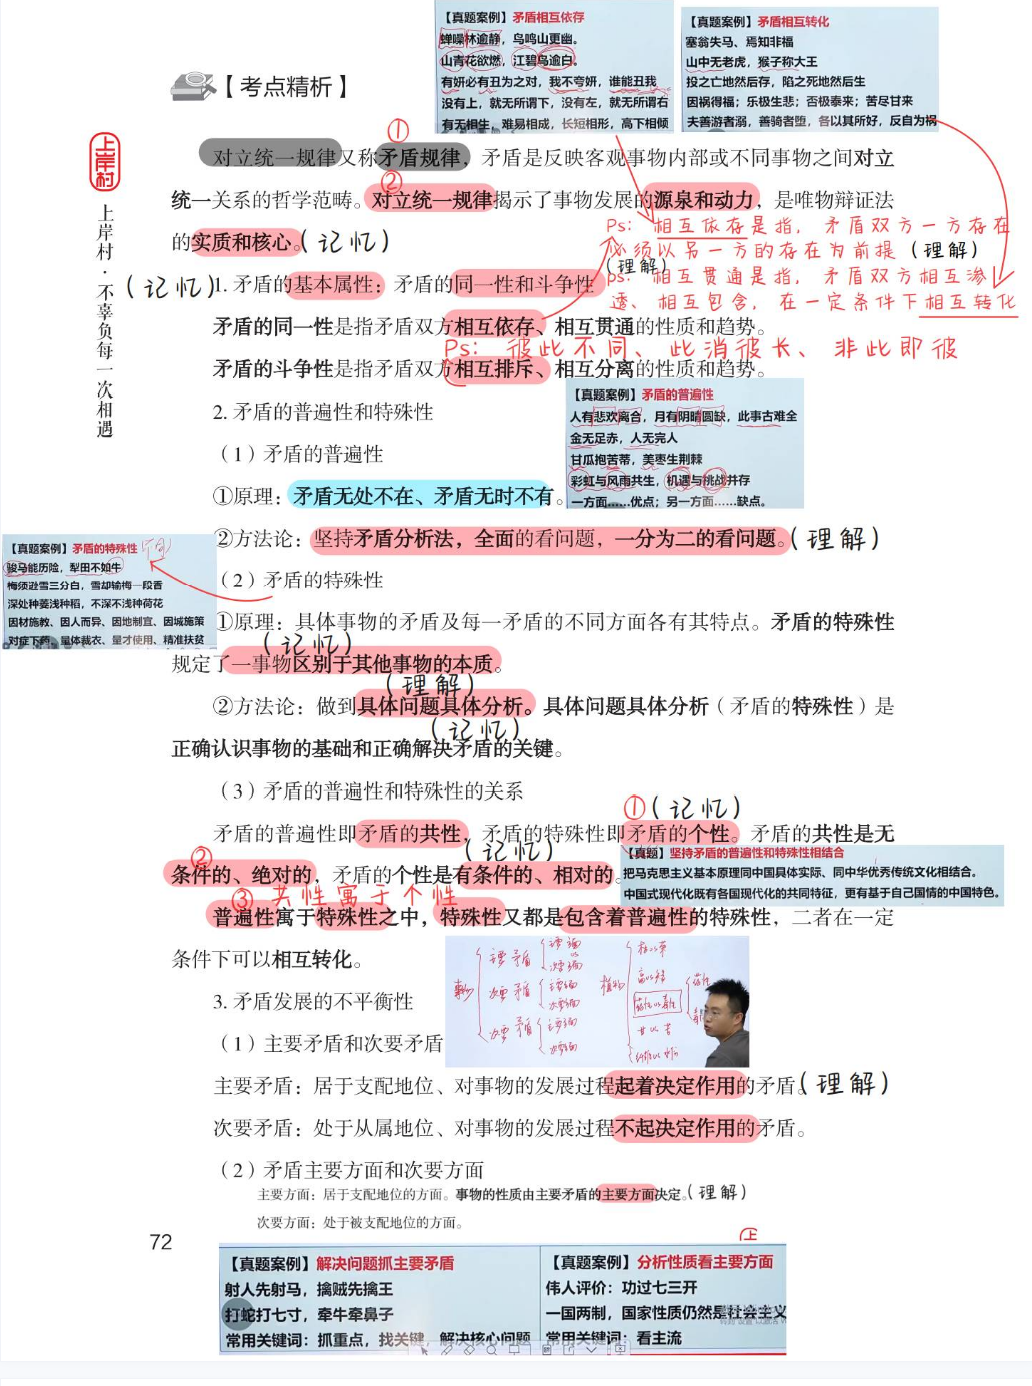 【真题案例】矛盾相互依存
蝉噪林逾静，鸟鸣山更幽。
山青花欲燃，江碧鸟逾白。
有妍必有丑为之对，我不夸妍，谁能丑我
没有上，就无所谓下，没有左，就无所谓右
有无相生，难易相成，长短相形，高下相倾
【真题案例】矛盾相互转化
塞翁失马、焉知非福
山中无老虎，猴子称大王
投之亡地然后存，陷之死地然后生
因祸得福；乐极生悲；否极泰来；苦尽甘来
夫善游者溺，善骑者堕，各以其所好，反自为祸
【考点精析】
上岸村
上岸村·不辜负每一次相遇
①
对立统一规律又称矛盾规律，矛盾是反映客观事物内部或不同事物之间对立
②
统一关系的哲学范畴。对立统一规律揭示了事物发展的源泉和动力，是唯物辩证法
的实质和核心。(记忆)
Ps: 相互依存是指，矛盾双方一方存在
必须以另一方的存在为前提 (理解)
(理解)
Ps: 相互贯通是指，矛盾双方相互渗
透、相互包含，在一定条件下相互转化
(记忆)1. 矛盾的基本属性：矛盾的同一性和斗争性
矛盾的同一性是指矛盾双方相互依存、相互贯通的性质和趋势。
Ps: 彼此不同、此消彼长、非此即彼
矛盾的斗争性是指矛盾双方相互排斥、相互分离的性质和趋势。
【真题案例】矛盾的普遍性
人有悲欢离合，月有阴晴圆缺，此事古难全
金无足赤，人无完人
甘瓜抱苦蒂，美枣生荆棘
彩虹与风雨共生，机遇与挑战并存
一方面……优点；另一方面……缺点。
2. 矛盾的普遍性和特殊性
（1）矛盾的普遍性
①原理：矛盾无处不在、矛盾无时不有。
②方法论：坚持矛盾分析法，全面的看问题，一分为二的看问题。(理解)
【真题案例】矛盾的特殊性
骏马能历险，犁田不如牛
梅须逊雪三分白，雪却输梅一段香
深处种菱浅种稻，不深不浅种荷花
因材施教、因人而异、因地制宜、因城施策
对症下药、量体裁衣、量才使用、精准扶贫
（2）矛盾的特殊性
①原理：具体事物的矛盾及每一矛盾的不同方面各有其特点。矛盾的特殊性
(记忆)
规定了一事物区别于其他事物的本质。
(理解)
②方法论：做到具体问题具体分析。具体问题具体分析（矛盾的特殊性）是
(记忆)
正确认识事物的基础和正确解决矛盾的关键。
（3）矛盾的普遍性和特殊性的关系
①(记忆)
矛盾的普遍性即矛盾的共性，矛盾的特殊性即矛盾的个性。矛盾的共性是无
②
(记忆)
条件的、绝对的，矛盾的个性是有条件的、相对的。
【真题】坚持矛盾的普遍性和特殊性相结合
把马克思主义基本原理同中国具体实际、同中华优秀传统文化相结合。
中国式现代化既有各国现代化的共同特征，更有基于自己国情的中国特色。
③共性寓于个性
普遍性寓于特殊性之中，特殊性又都是包含着普遍性的特殊性，二者在一定
条件下可以相互转化。
事物
主要矛盾
次要矛盾
次要矛盾
主要方面
次要方面
主要方面
次要方面
主要方面
次要方面
植物
3. 矛盾发展的不平衡性
（1）主要矛盾和次要矛盾
主要矛盾：居于支配地位、对事物的发展过程起着决定作用的矛盾。(理解)
次要矛盾：处于从属地位、对事物的发展过程不起决定作用的矛盾。
（2）矛盾主要方面和次要方面
主要方面：居于支配地位的方面。事物的性质由主要矛盾的主要方面决定。(理解)
次要方面：处于被支配地位的方面。
72
上
【真题案例】解决问题抓主要矛盾
射人先射马，擒贼先擒王
打蛇打七寸，牵牛牵鼻子
常用关键词：抓重点，找关键，解决核心问题
【真题案例】分析性质看主要方面
伟人评价：功过七三开
一国两制，国家性质仍然是社会主义
常用关键词：看主流